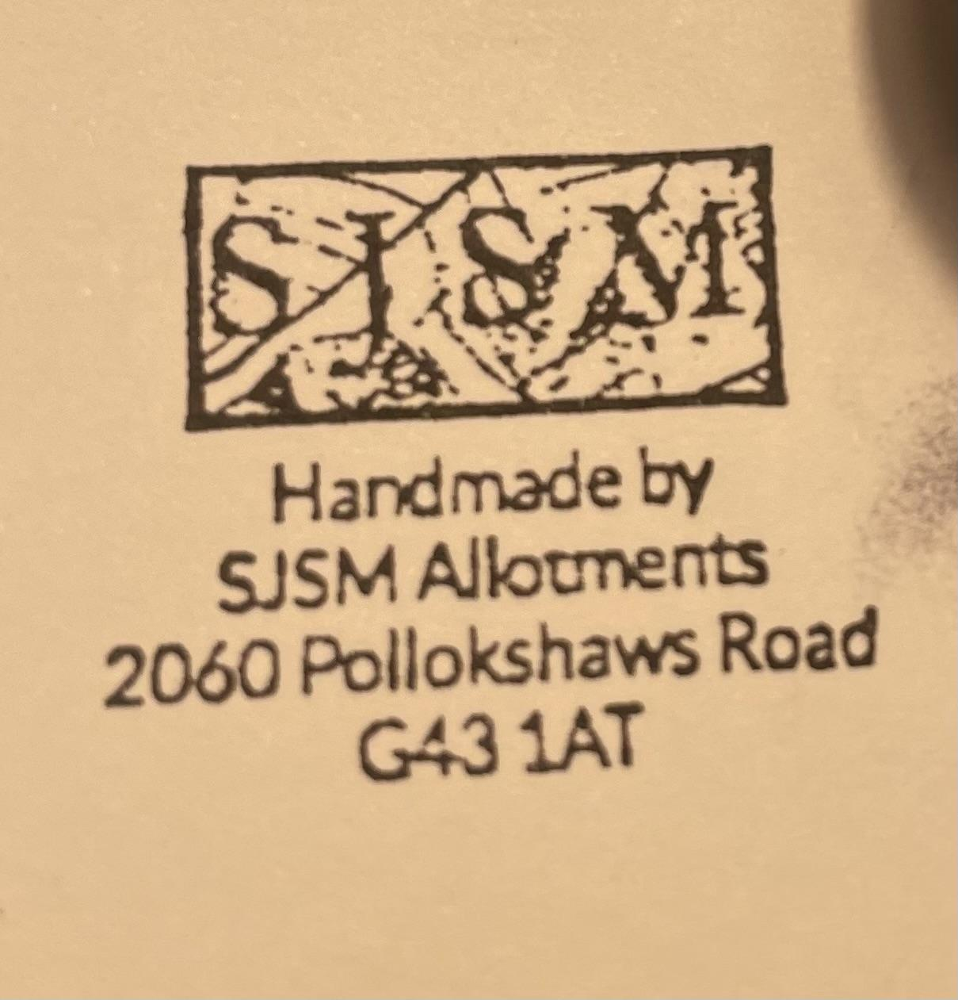 SJSM
Handmade by
SJSM Allotments
2060 Pollokshaws Road
G43 1AT